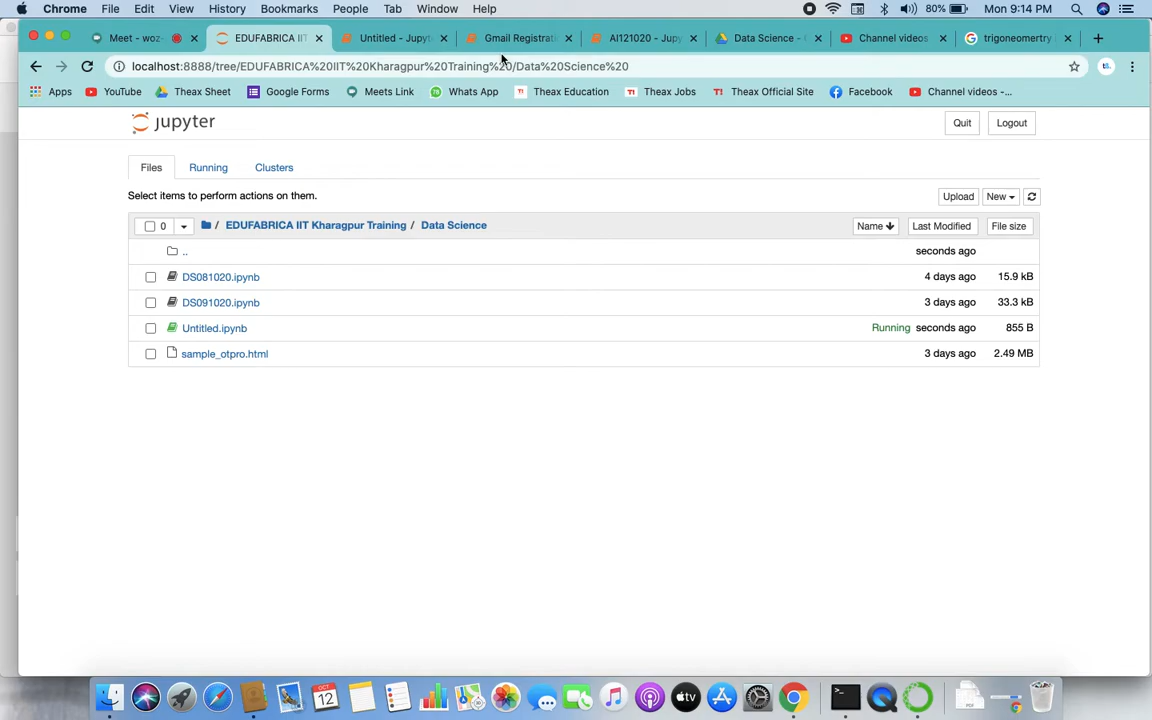 Chrome File Edit View History Bookmarks People Tab Window Help 80% Mon 9:14 PM
Meet - woz- EDUFABRICA IIT Untitled - Jupyt Gmail Registrati AI121020 - Jupy Data Science - Channel videos trigoneomertry
localhost:8888/tree/EDUFABRICA%20IIT%20Kharagpur%20Training%20/Data%20Science%20
Apps YouTube Theax Sheet Google Forms Meets Link Whats App Theax Education Theax Jobs Theax Official Site Facebook Channel videos -...
jupyter Quit Logout
Files Running Clusters
Select items to perform actions on them. Upload New
0 / EDUFABRICA IIT Kharagpur Training / Data Science Name Last Modified File size
.. seconds ago
DS081020.ipynb 4 days ago 15.9 kB
DS091020.ipynb 3 days ago 33.3 kB
Untitled.ipynb Running seconds ago 855 B
sample_otpro.html 3 days ago 2.49 MB
OCT
12
tv